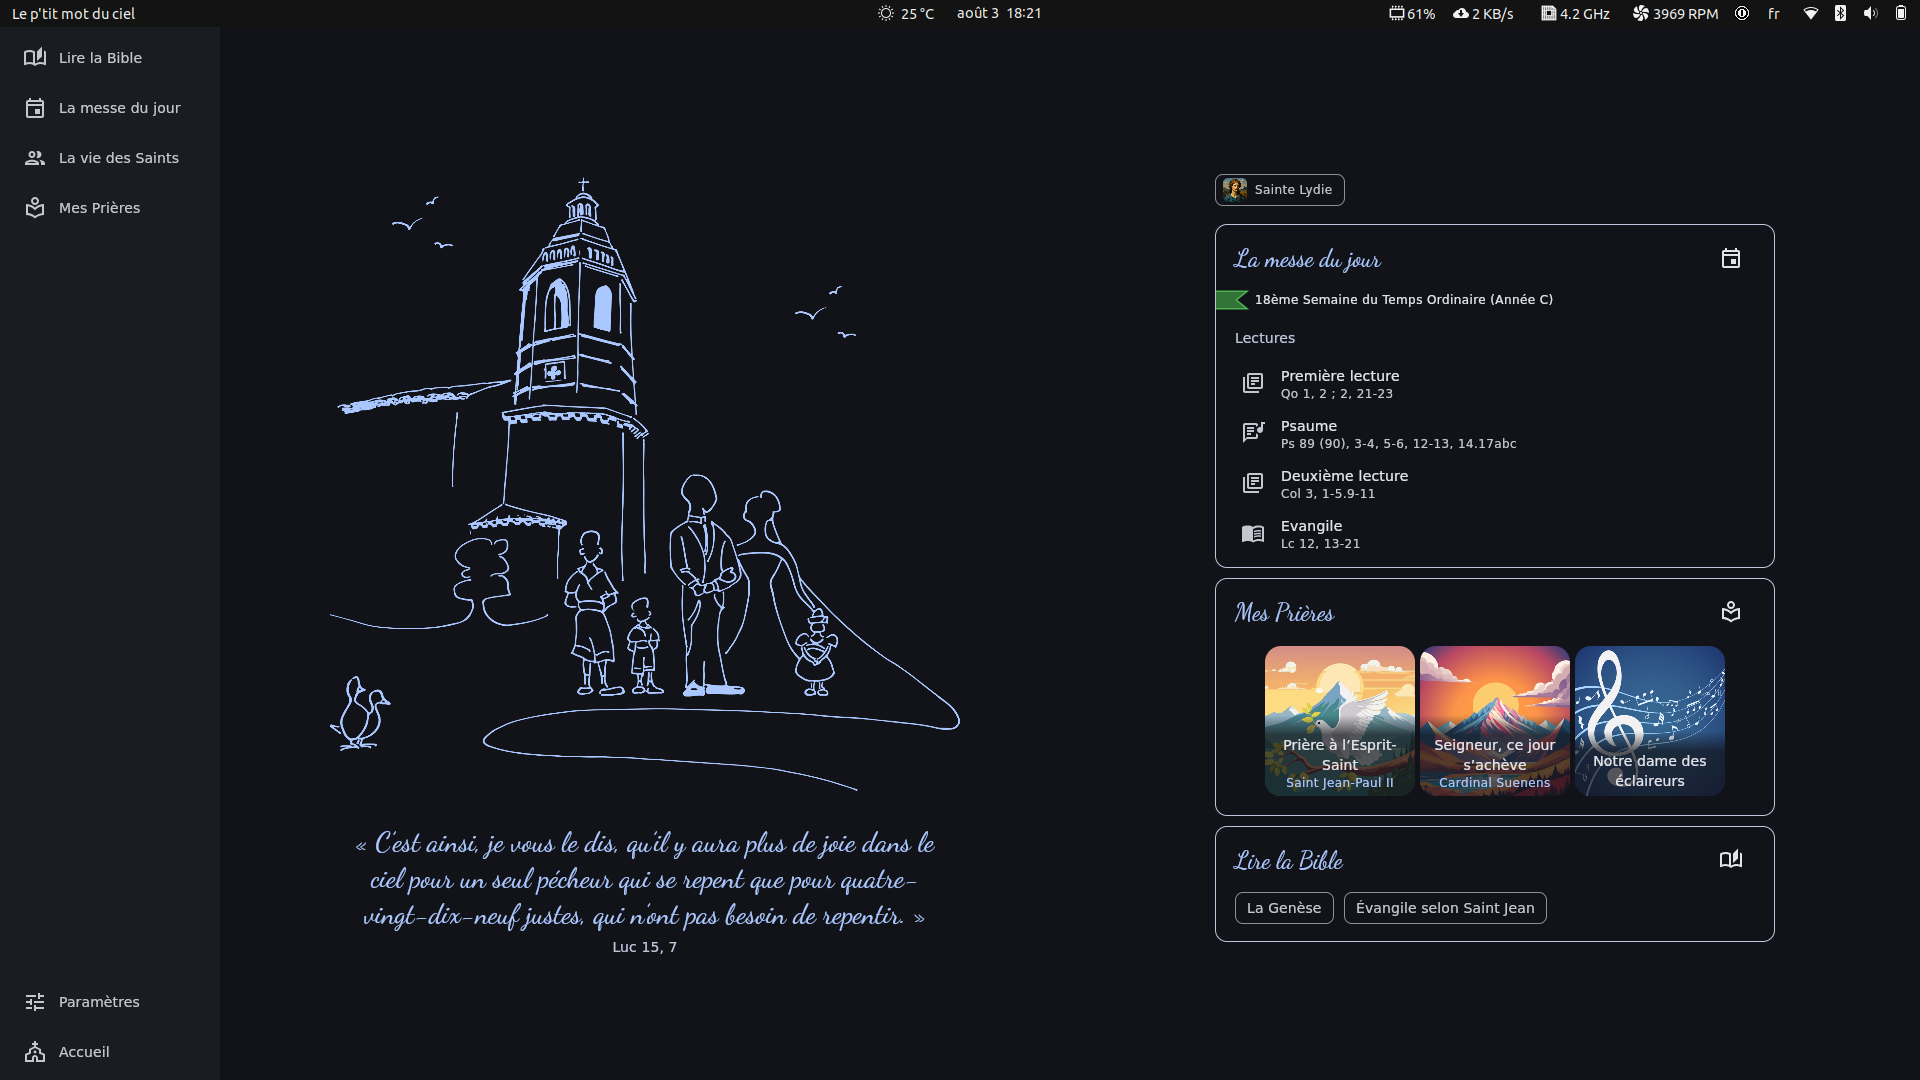 Le p'tit mot du ciel
25 °C
août 3 18:21
61%
2 KB/s
4.2 GHz
3969 RPM
fr
Lire la Bible
La messe du jour
La vie des Saints
Mes Prières
Paramètres
Accueil
« C'est ainsi, je vous le dis, qu'il y aura plus de joie dans le
ciel pour un seul pécheur qui se repent que pour quatre-
vingt-dix-neuf justes, qui n'ont pas besoin de repentir. »
Luc 15, 7
Sainte Lydie
La messe du jour
18ème Semaine du Temps Ordinaire (Année C)
Lectures
Première lecture
Qo 1, 2 ; 2, 21-23
Psaume
Ps 89 (90), 3-4, 5-6, 12-13, 14.17abc
Deuxième lecture
Col 3, 1-5.9-11
Evangile
Lc 12, 13-21
Mes Prières
Prière à l’Esprit-
Saint
Saint Jean-Paul II
Seigneur, ce jour
s’achève
Cardinal Suenens
Notre dame des
éclaireurs
Lire la Bible
La Genèse
Évangile selon Saint Jean